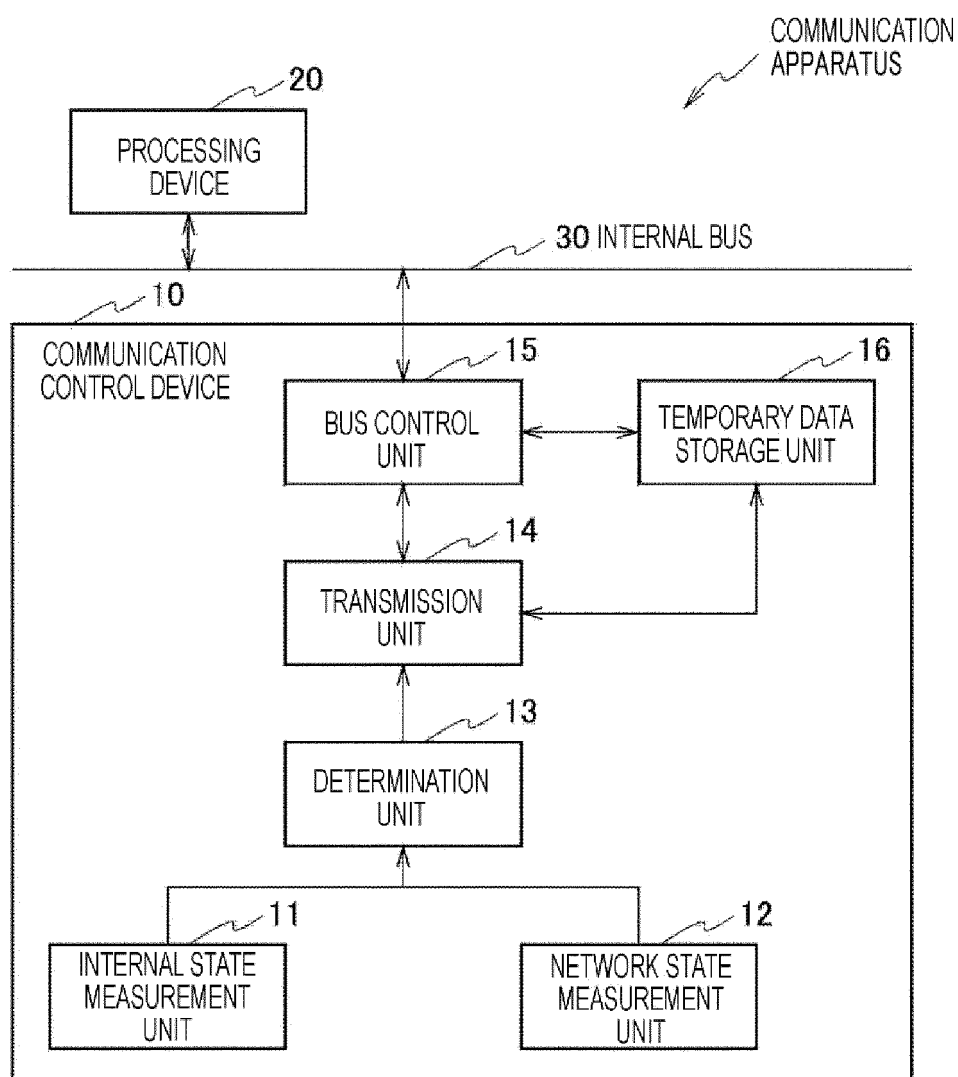 COMMUNICATION
APPARATUS
20
PROCESSING
DEVICE
30 INTERNAL BUS
10
COMMUNICATION
CONTROL DEVICE
15
BUS CONTROL
UNIT
16
TEMPORARY DATA
STORAGE UNIT
14
TRANSMISSION
UNIT
13
DETERMINATION
UNIT
11
INTERNAL STATE
MEASUREMENT
UNIT
12
NETWORK STATE
MEASUREMENT
UNIT